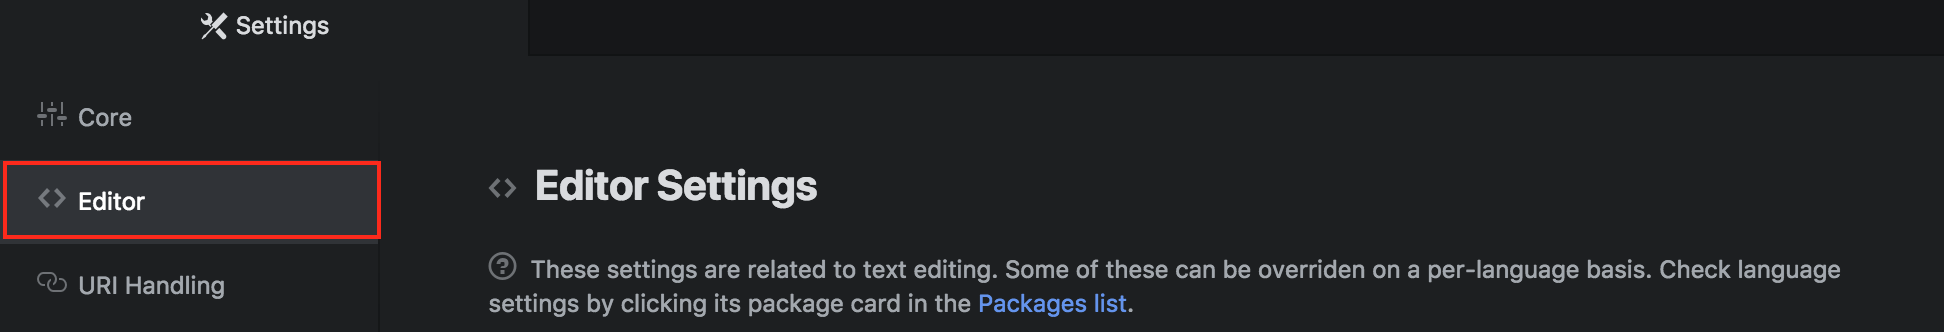 Settings
Core
Editor
URI Handling
Editor Settings
These settings are related to text editing. Some of these can be overriden on a per-language basis. Check language
settings by clicking its package card in the Packages list.